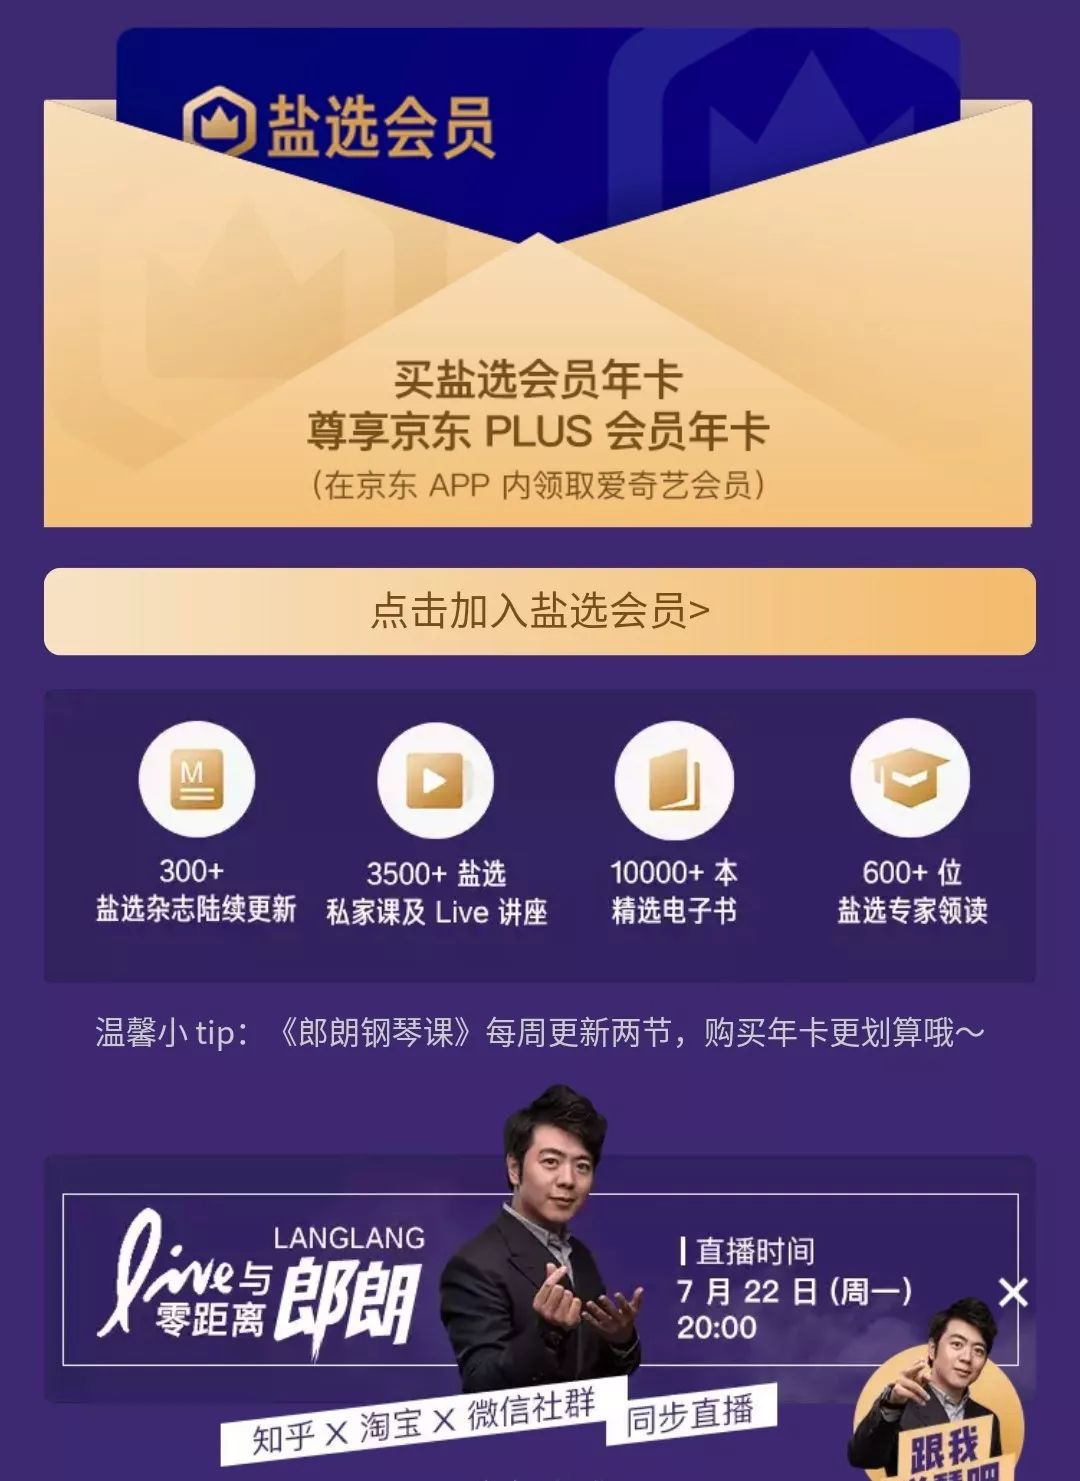 盐选会员
买盐选会员年卡
尊享京东 PLUS 会员年卡
（在京东 APP 内领取爱奇艺会员）
点击加入盐选会员>
M
300+
盐选杂志陆续更新
3500+ 盐选
私家课及 Live 讲座
10000+ 本
精选电子书
600+ 位
盐选专家领读
温馨小 tip：《郎朗钢琴课》每周更新两节，购买年卡更划算哦～
LANGLANG
live与
零距离
郎朗
直播时间
7 月 22 日 (周一)
20:00
知乎 X 淘宝 X 微信社群
同步直播
跟我